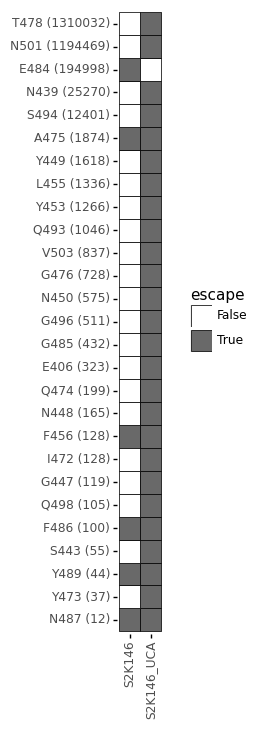 T478 (1310032)
N501 (1194469)
E484 (194998)
N439 (25270)
S494 (12401)
A475 (1874)
Y449 (1618)
L455 (1336)
Y453 (1266)
Q493 (1046)
V503 (837)
G476 (728)
N450 (575)
G496 (511)
G485 (432)
E406 (323)
Q474 (199)
N448 (165)
F456 (128)
I472 (128)
G447 (119)
Q498 (105)
F486 (100)
S443 (55)
Y489 (44)
Y473 (37)
N487 (12)
S2K146
S2K146_UCA
escape
False
True